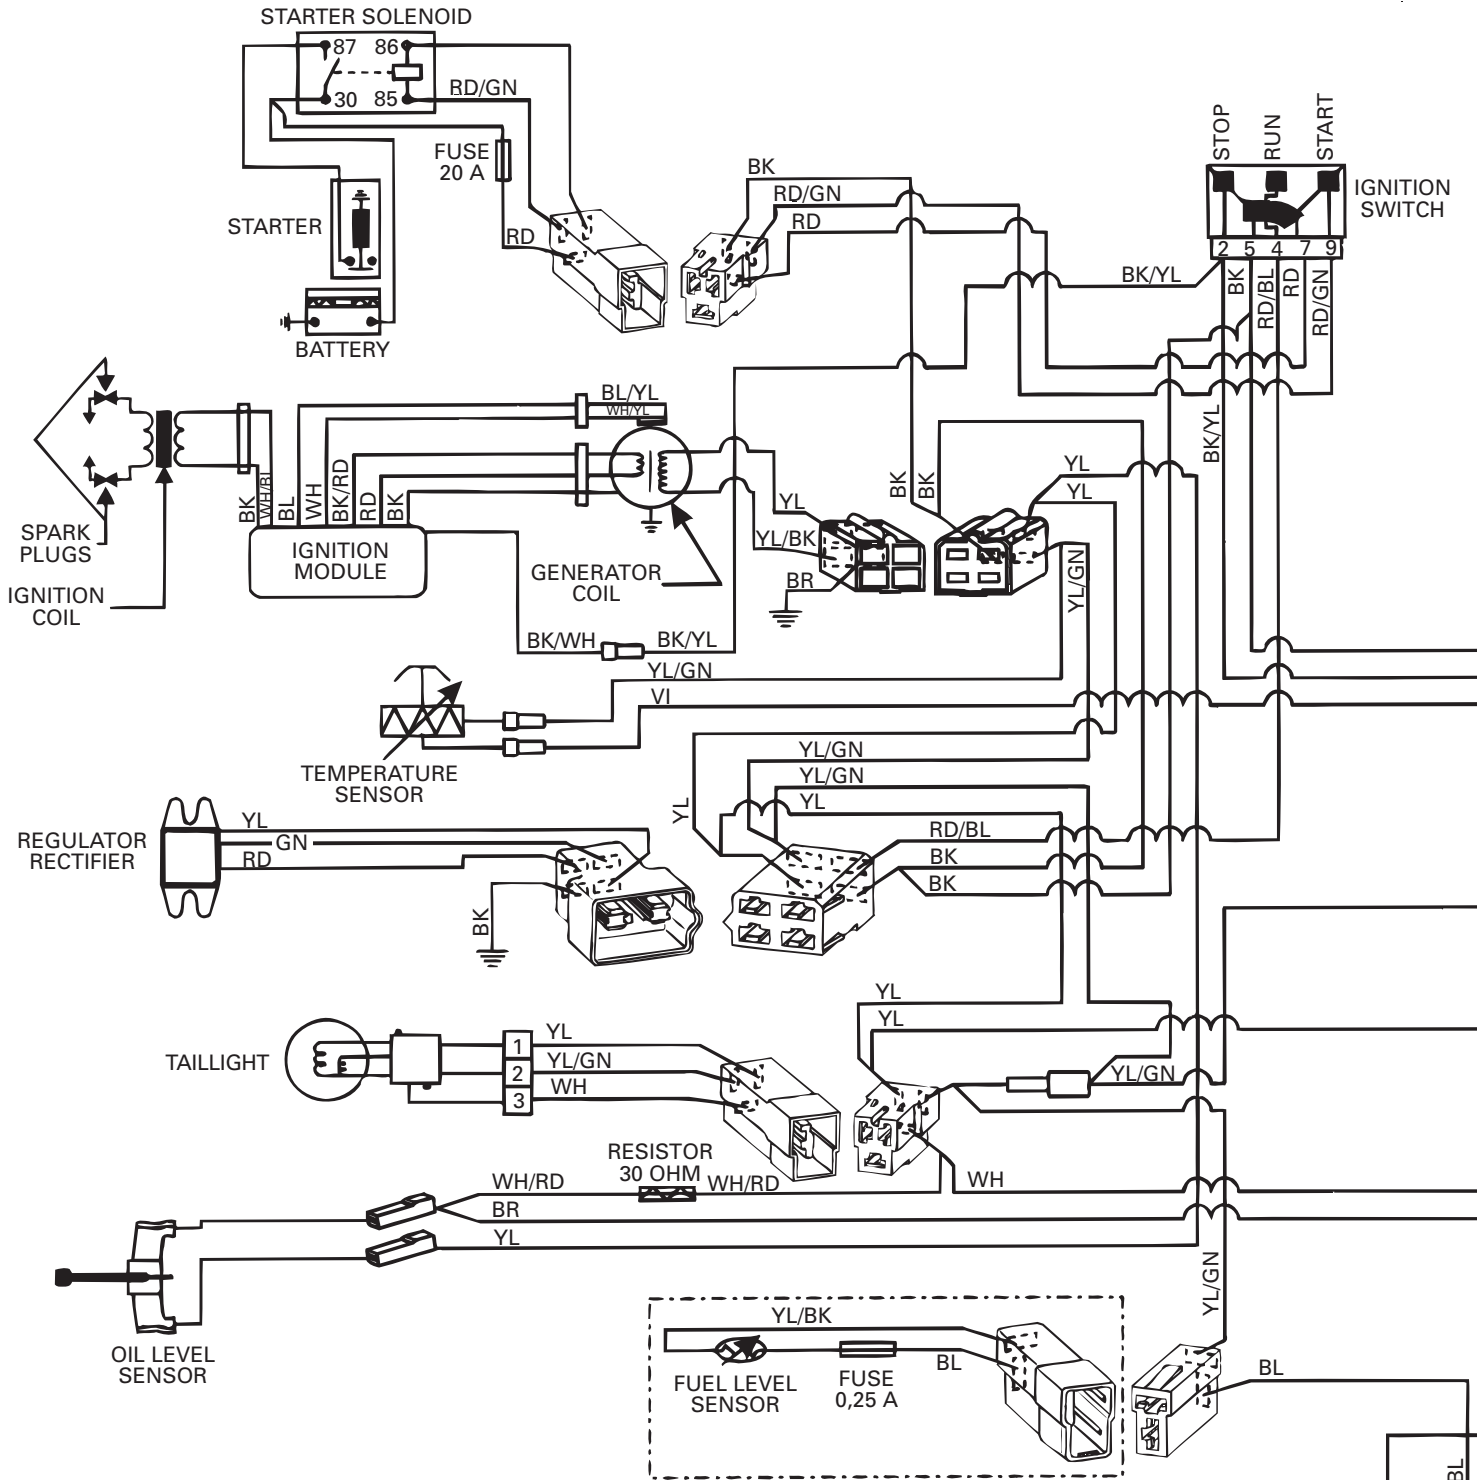 STARTER SOLENOID
87 86
30 85
RD/GN
FUSE
20 A
STARTER
RD
BATTERY
BK
RD/GN
RD
STOP
RUN
START
IGNITION
SWITCH
2 5 4 7 9
BK/YL
BK
RD/BL
RD
RD/GN
BK/YL
BL/YL
WH/YL
BK
WH/BL
BL
WH
BK/RD
RD
BK
SPARK
PLUGS
IGNITION
COIL
IGNITION
MODULE
GENERATOR
COIL
YL
YL/BK
BR
BK
BK
YL
YL
YL/GN
BK/WH
BK/YL
YL/GN
VI
TEMPERATURE
SENSOR
YL/GN
YL/GN
YL
YL
RD/BL
BK
BK
REGULATOR
RECTIFIER
YL
GN
RD
BK
TAILLIGHT
1
2
3
YL
YL/GN
WH
YL
YL
YL/GN
WH
RESISTOR
30 OHM
WH/RD
WH/RD
BR
YL
YL/GN
OIL LEVEL
SENSOR
YL/BK
FUEL LEVEL
SENSOR
FUSE
0,25 A
BL
BL
BL